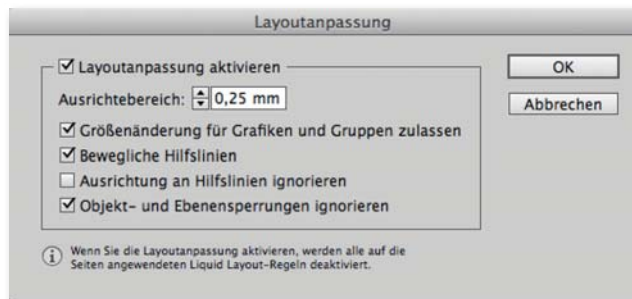 Layoutanpassung
Layoutanpassung aktivieren
OK
Ausrichtebereich: 0,25 mm
Abbrechen
Größenänderung für Grafiken und Gruppen zulassen
Bewegliche Hilfslinien
Ausrichtung an Hilfslinien ignorieren
Objekt- und Ebenensperrungen ignorieren
Wenn Sie die Layoutanpassung aktivieren, werden alle auf die
Seiten angewendeten Liquid Layout-Regeln deaktiviert.